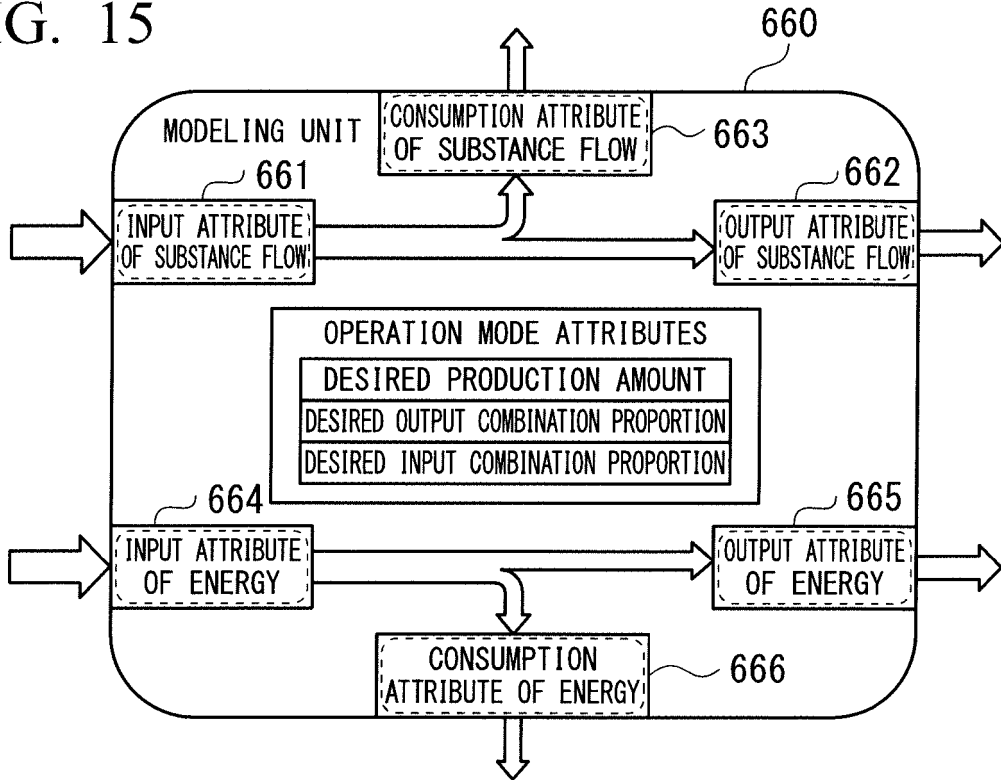 IG. 15
660
MODELING UNIT
CONSUMPTION ATTRIBUTE
OF SUBSTANCE FLOW
663
661
662
INPUT ATTRIBUTE
OF SUBSTANCE FLOW
OUTPUT ATTRIBUTE
OF SUBSTANCE FLOW
OPERATION MODE ATTRIBUTES
DESIRED PRODUCTION AMOUNT
DESIRED OUTPUT COMBINATION PROPORTION
DESIRED INPUT COMBINATION PROPORTION
664
665
INPUT ATTRIBUTE
OF ENERGY
OUTPUT ATTRIBUTE
OF ENERGY
CONSUMPTION
ATTRIBUTE OF ENERGY
666